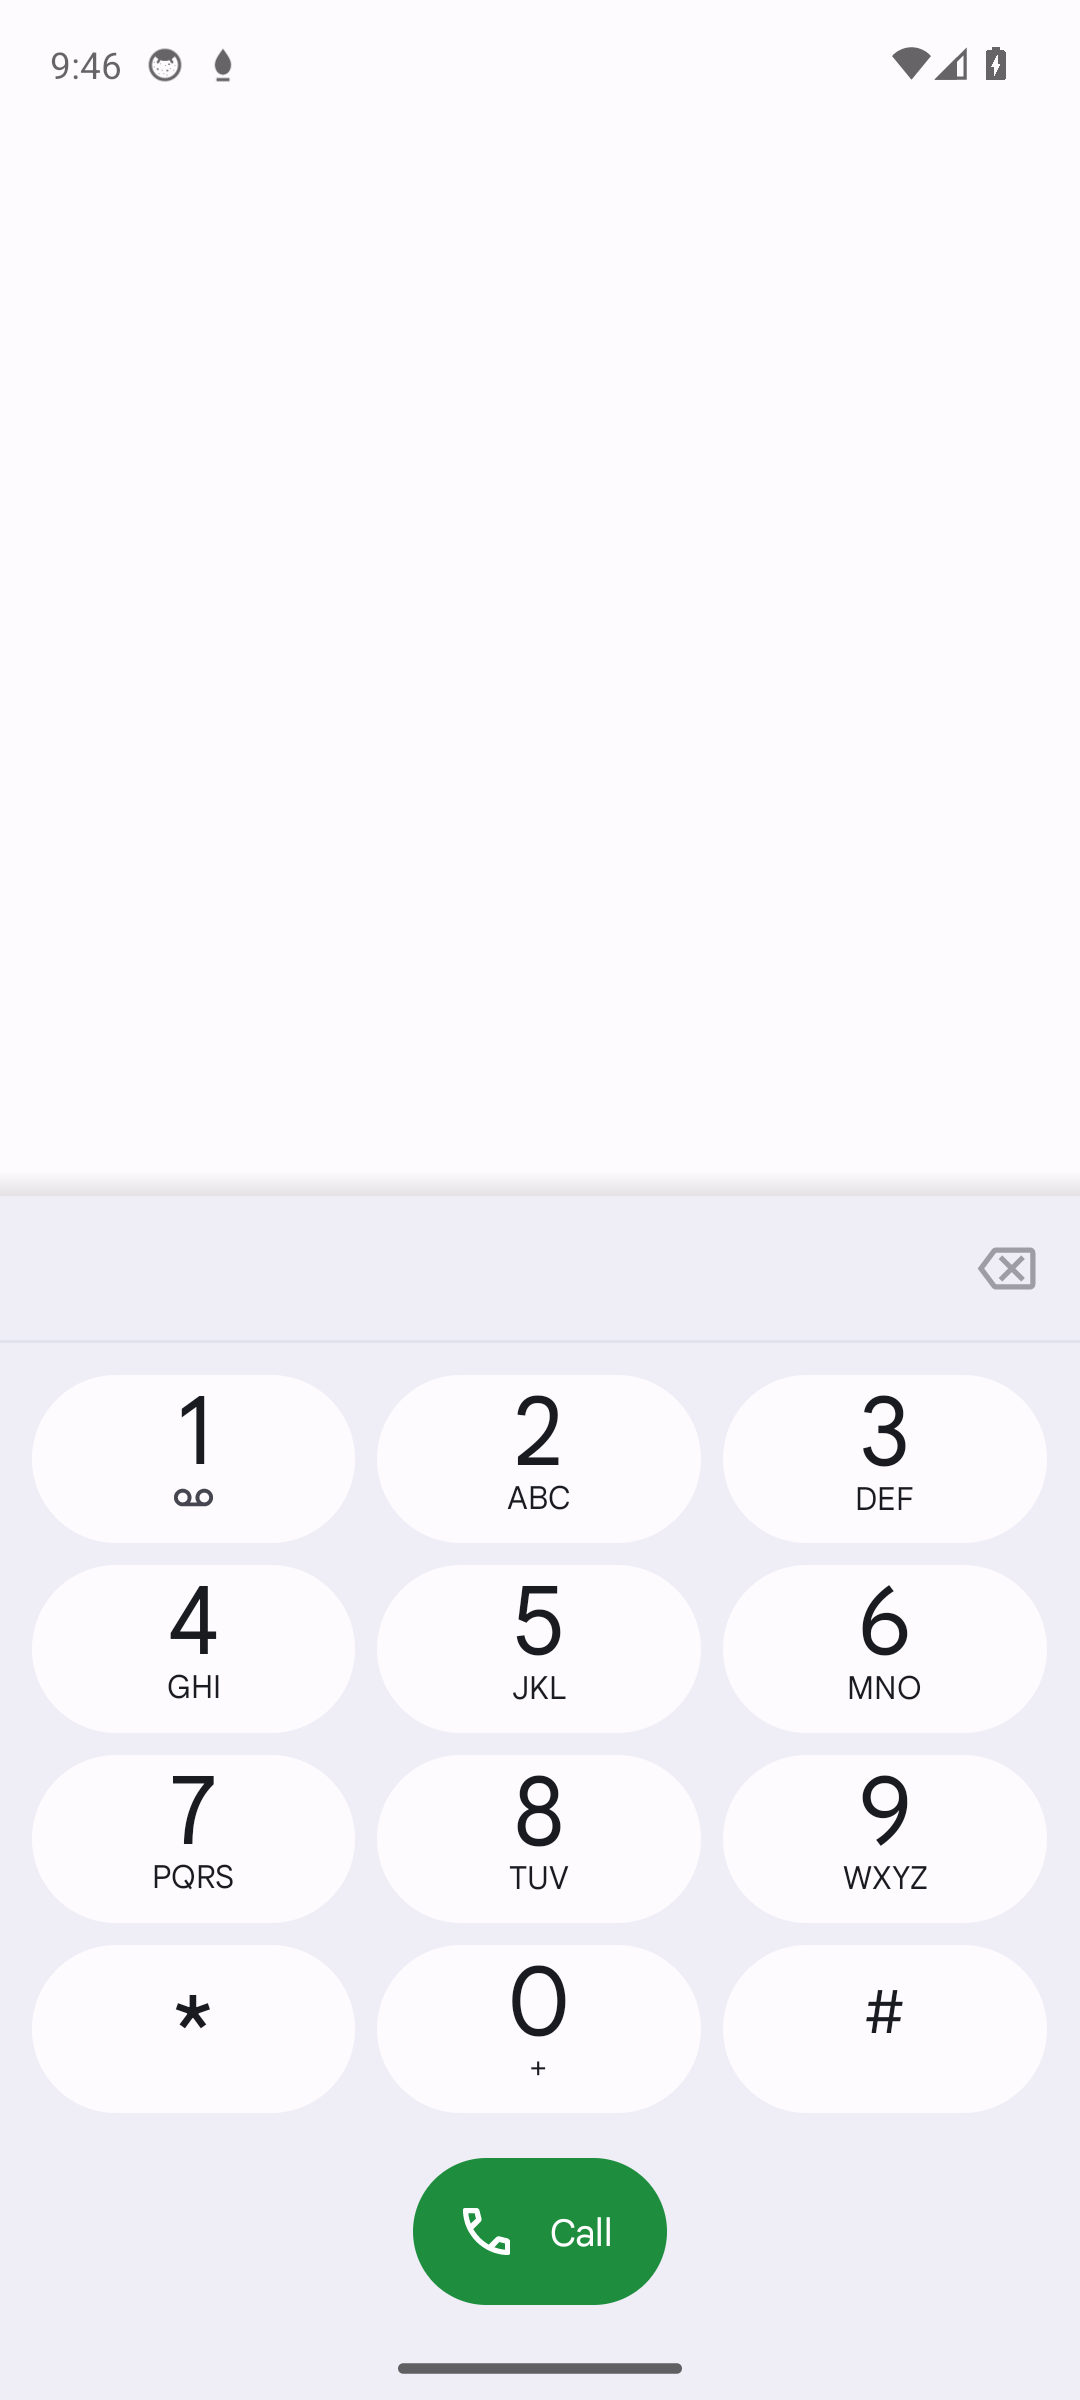 9:46
1
2 ABC
3 DEF
4 GHI
5 JKL
6 MNO
7 PQRS
8 TUV
9 WXYZ
*
0 +
#
Call